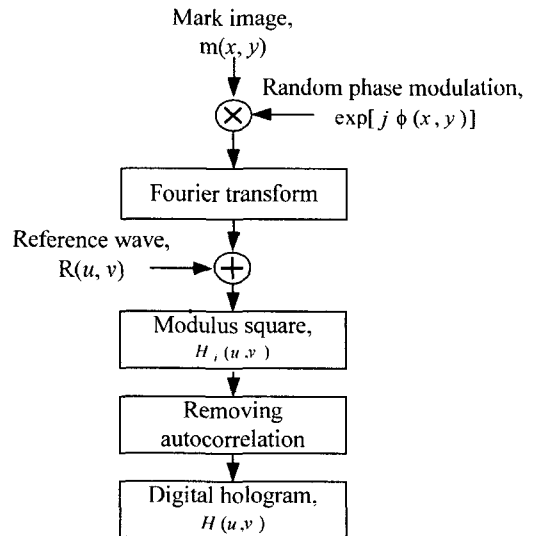 Mark image,
m(x, y)
Random phase modulation,
exp[ j ϕ (x , y )]
Fourier transform
Reference wave,
R(u, v)
Modulus square,
H i (u ,v )
Removing
autocorrelation
Digital hologram,
H (u,v )